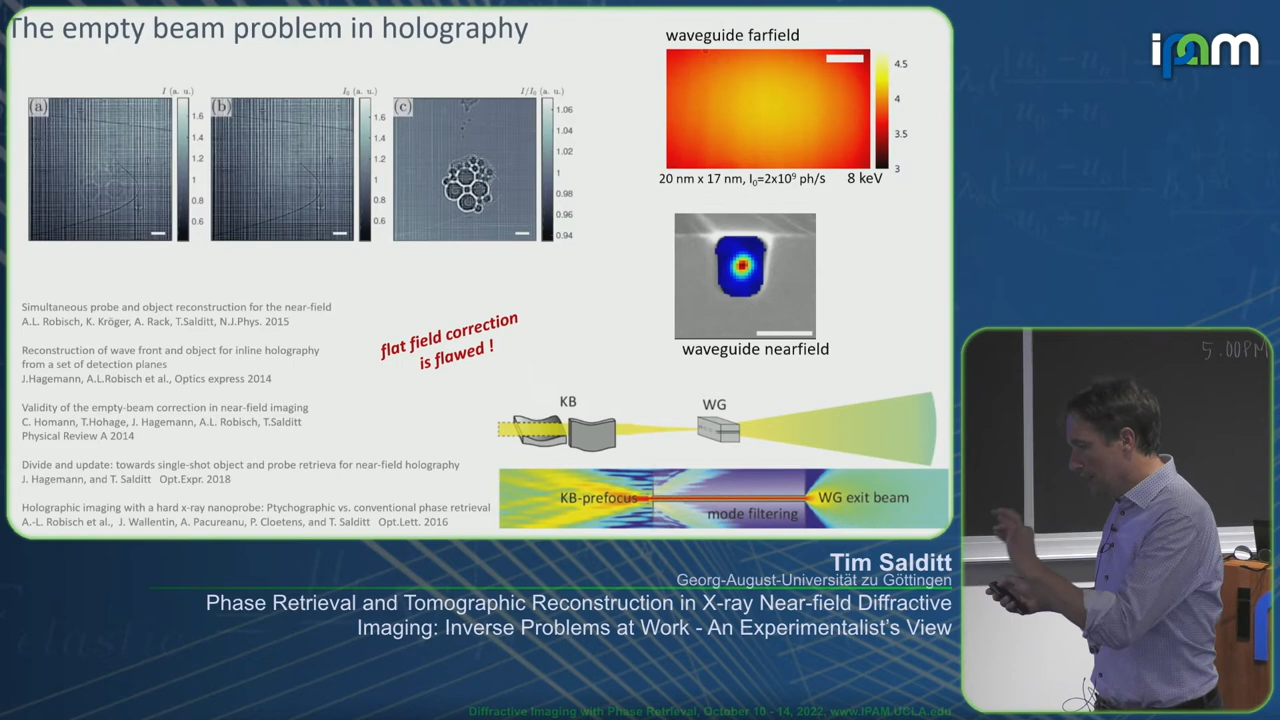 The empty beam problem in holography
(a)
I (a. u.)
1.6
1.4
1.2
1
0.8
0.6
(b)
I₀ (a. u.)
1.6
1.4
1.2
1
0.8
0.6
(c)
I/I₀ (a. u.)
1.06
1.04
1.02
1
0.98
0.96
0.94
waveguide farfield
4.5
4
3.5
3
20 nm x 17 nm, I₀=2x10⁹ ph/s 8 keV
waveguide nearfield
Simultaneous probe and object reconstruction for the near-field
A.L. Robisch, K. Kröger, A. Rack, T.Salditt, N.J.Phys. 2015
Reconstruction of wave front and object for inline holography
from a set of detection planes
J.Hagemann, A.L.Robisch et al., Optics express 2014
Validity of the empty-beam correction in near-field imaging
C. Homann, T.Hohage, J. Hagemann, A.L. Robisch, T.Salditt
Physical Review A 2014
Divide and update: towards single-shot object and probe retrieva for near-field holography
J. Hagemann, and T. Salditt Opt.Expr. 2018
Holographic imaging with a hard x-ray nanoprobe: Ptychographic vs. conventional phase retrieval
A.-L. Robisch et al., J. Wallentin, A. Pacureanu, P. Cloetens, and T. Salditt Opt.Lett. 2016
flat field correction
is flawed !
KB
WG
KB-prefocus
WG exit beam
mode filtering
ipam
5.00PM
Tim Salditt
Georg-August-Universität zu Göttingen
Phase Retrieval and Tomographic Reconstruction in X-ray Near-field Diffractive
Imaging: Inverse Problems at Work - An Experimentalist's View
Diffractive Imaging with Phase Retrieval, October 10 - 14, 2022, www.IPAM.UCLA.edu